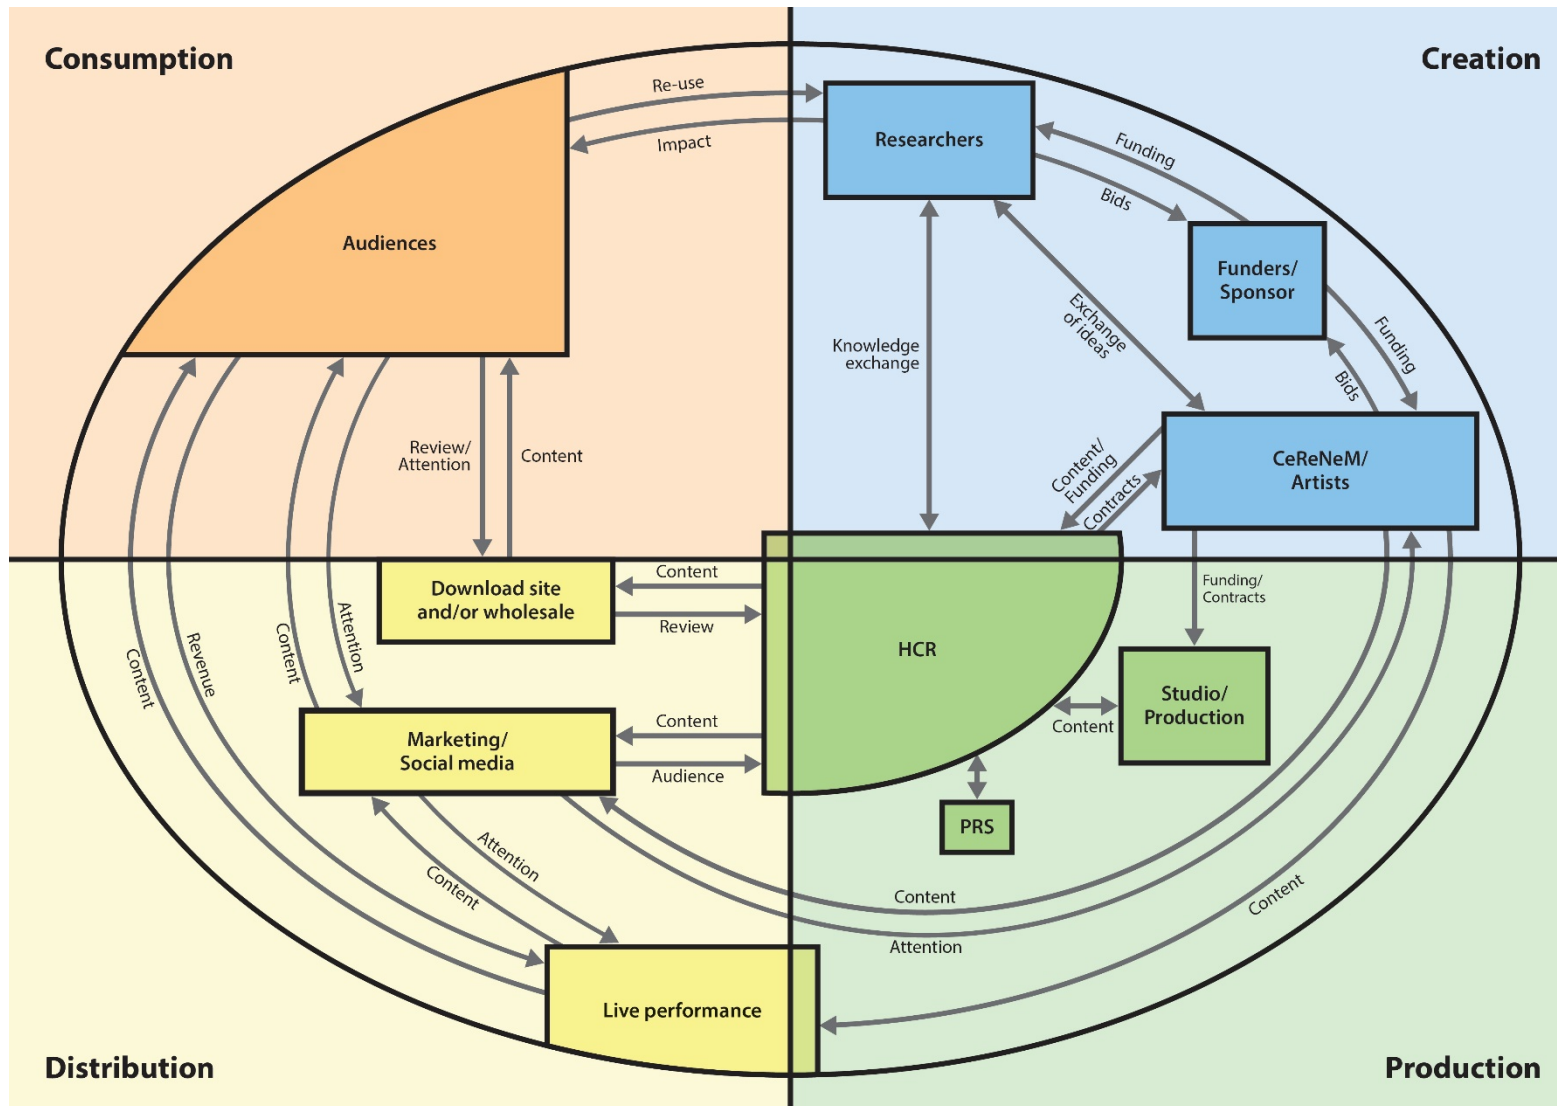 Consumption
Creation
Re-use
Impact
Researchers
Funding
Bids
Audiences
Funders/
Sponsor
Exchange
of ideas
Knowledge
exchange
Funding
Bids
Review/
Attention
Content
Content/
Funding
Contracts
CeReNeM/
Artists
Download site
and/or wholesale
Content
Review
Funding/
Contracts
HCR
Attention
Content
Revenue
Content
Studio/
Production
Content
Marketing/
Social media
Content
Audience
PRS
Attention
Content
Content
Attention
Content
Live performance
Distribution
Production